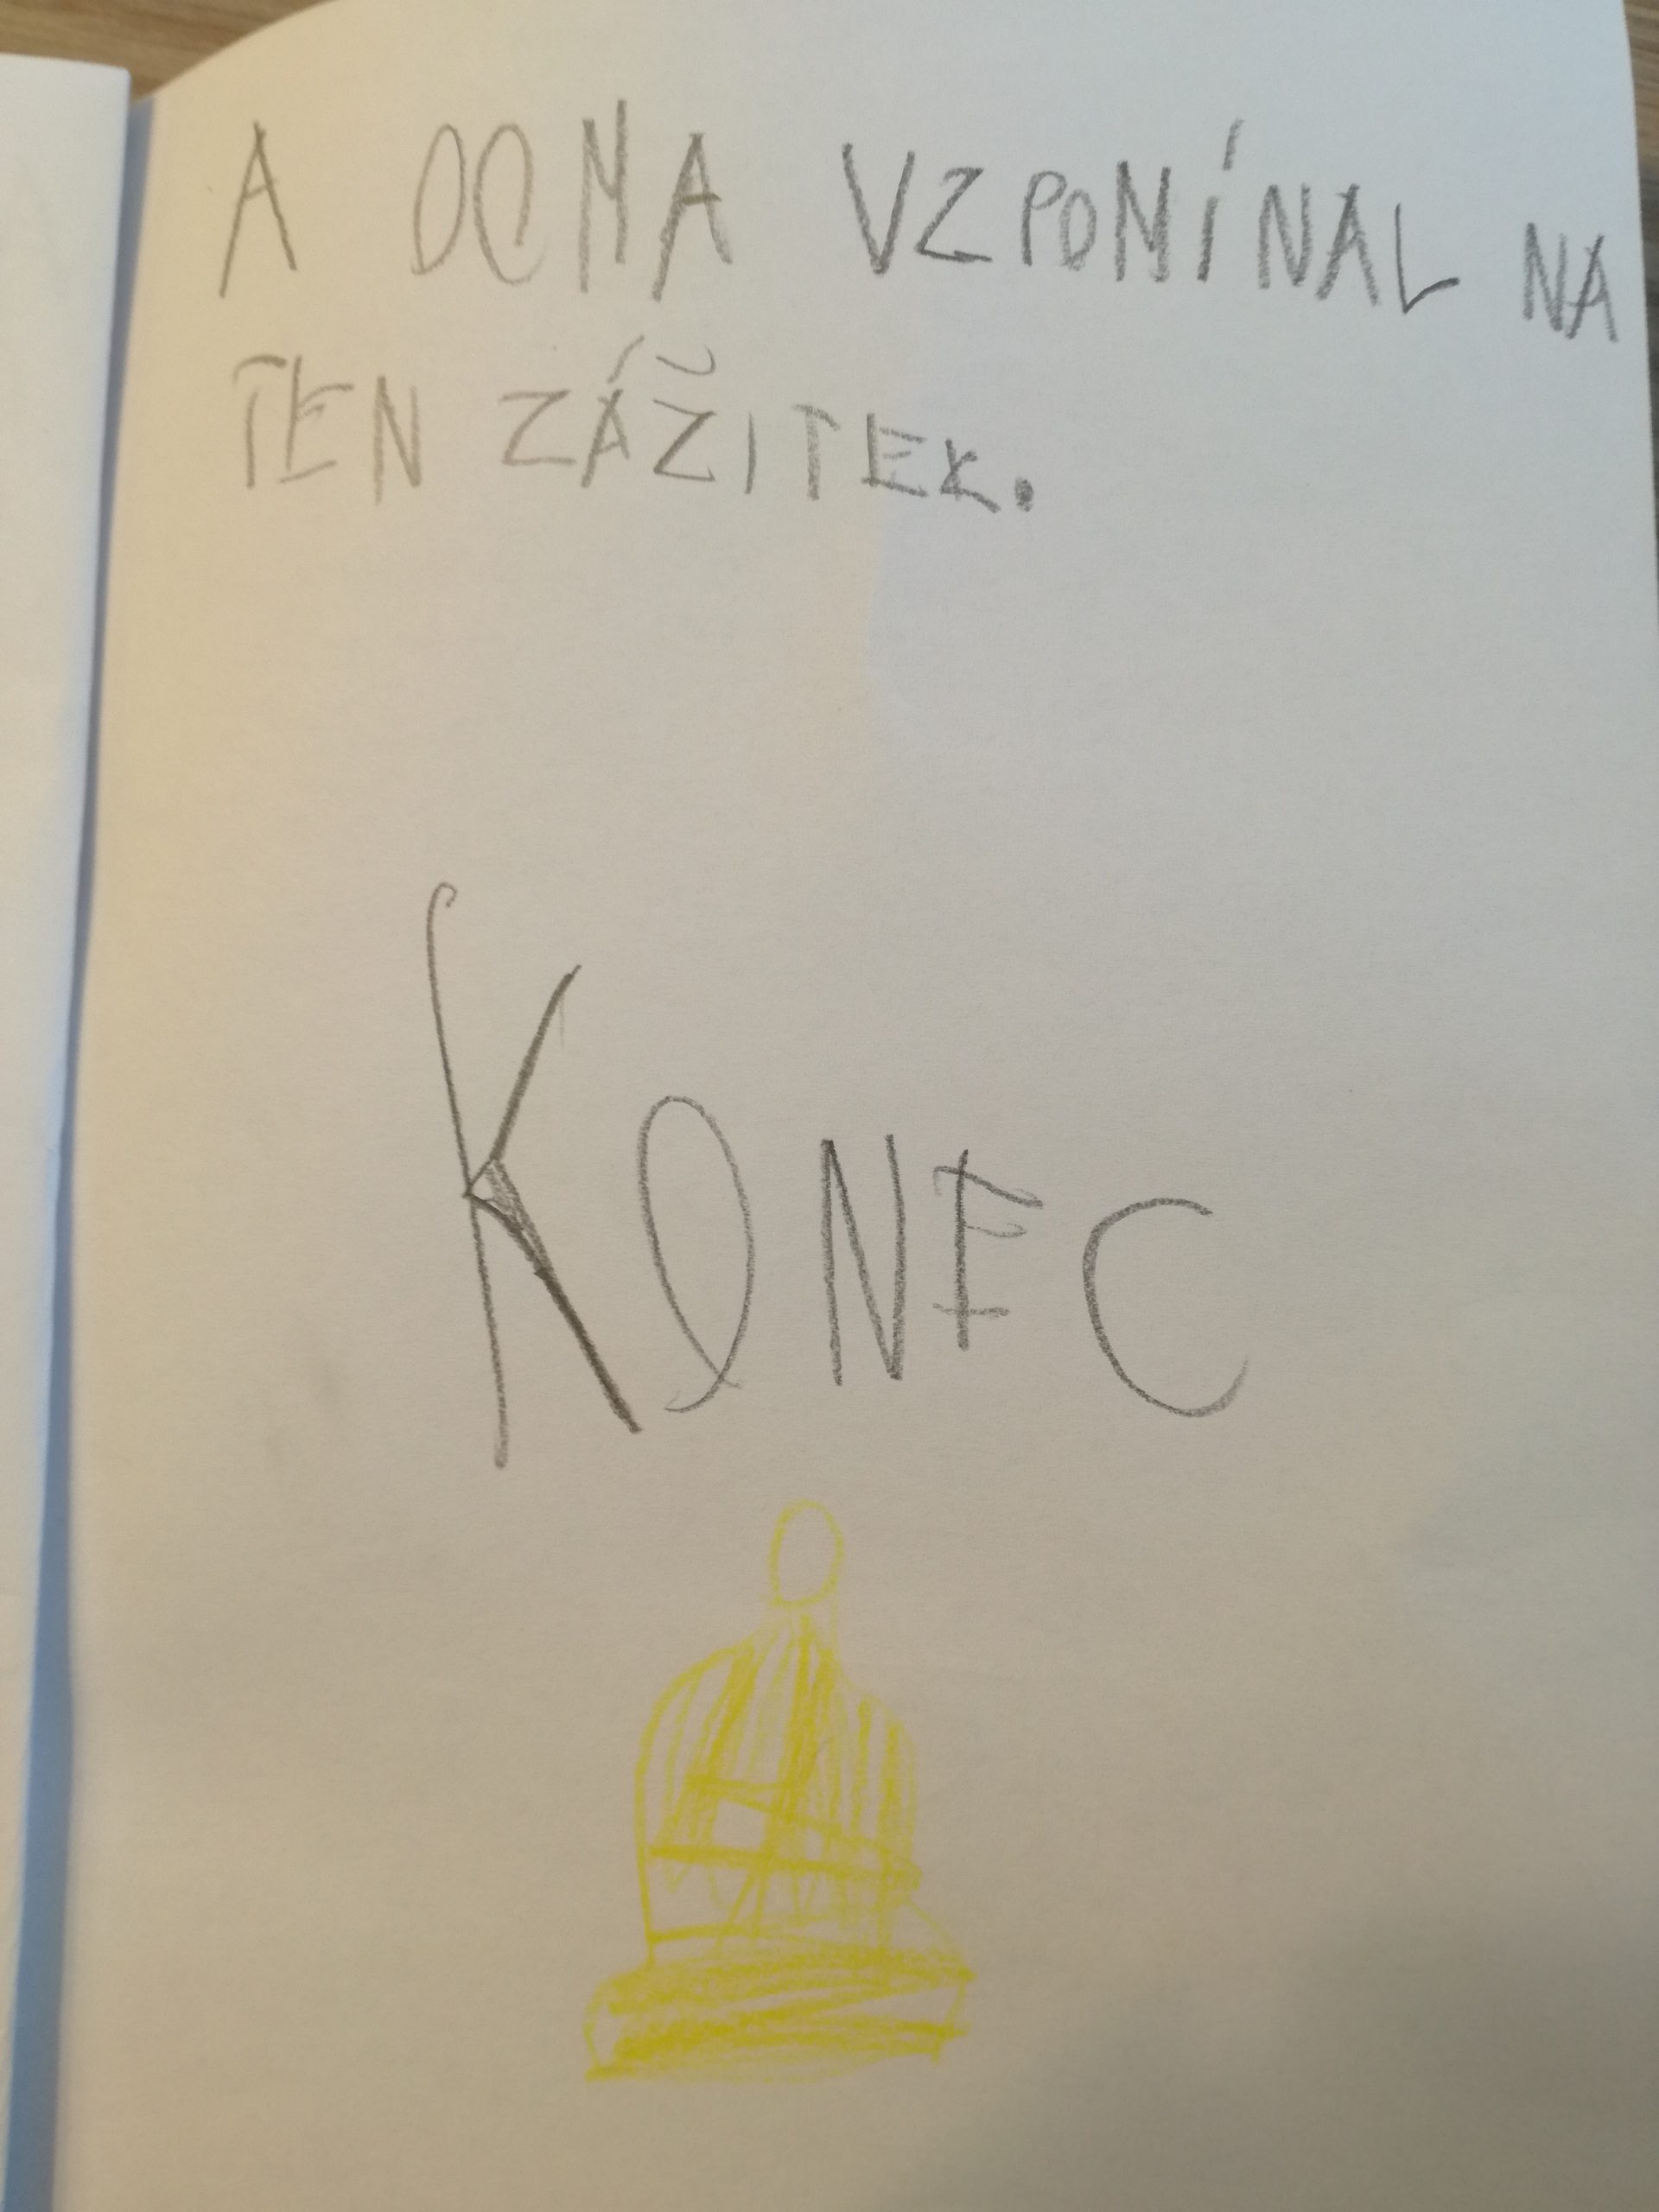 A DOMA VZPOMÍNAL NA
TEN ZÁŽITEK.
KONEC